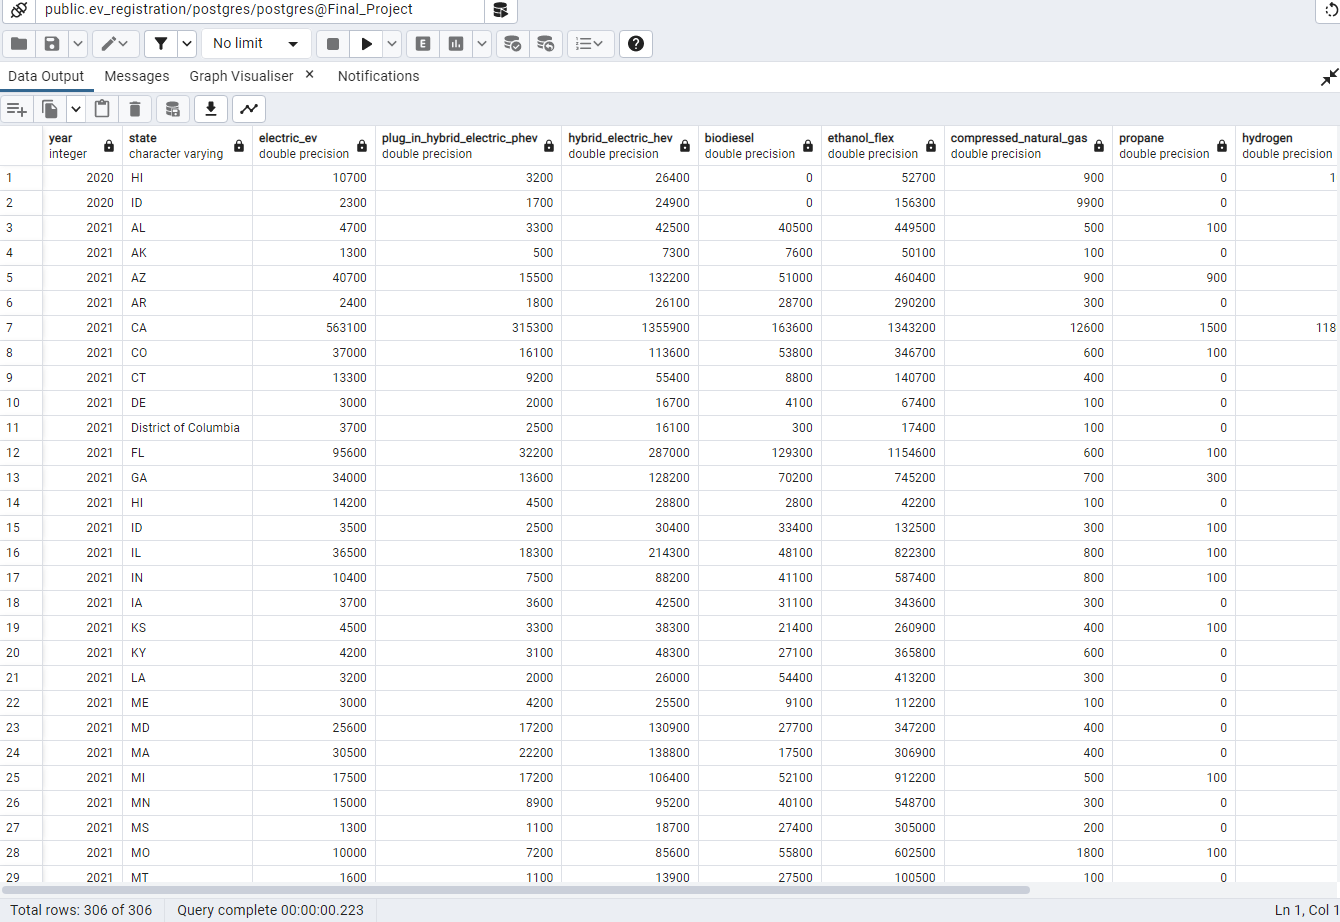 public.ev_registration/postgres/postgres@Final_Project
No limit
E
Data Output Messages Graph Visualiser × Notifications
year state electric_ev plug_in_hybrid_electric_phev hybrid_electric_hev biodiesel ethanol_flex compressed_natural_gas propane hydrogen
integer character varying double precision double precision double precision double precision double precision double precision double precision double precision
1 2020 HI 10700 3200 26400 0 52700 900 0 1
2 2020 ID 2300 1700 24900 0 156300 9900 0
3 2021 AL 4700 3300 42500 40500 449500 500 100
4 2021 AK 1300 500 7300 7600 50100 100 0
5 2021 AZ 40700 15500 132200 51000 460400 900 900
6 2021 AR 2400 1800 26100 28700 290200 300 0
7 2021 CA 563100 315300 1355900 163600 1343200 12600 1500 118
8 2021 CO 37000 16100 113600 53800 346700 600 100
9 2021 CT 13300 9200 55400 8800 140700 400 0
10 2021 DE 3000 2000 16700 4100 67400 100 0
11 2021 District of Columbia 3700 2500 16100 300 17400 100 0
12 2021 FL 95600 32200 287000 129300 1154600 600 100
13 2021 GA 34000 13600 128200 70200 745200 700 300
14 2021 HI 14200 4500 28800 2800 42200 100 0
15 2021 ID 3500 2500 30400 33400 132500 300 100
16 2021 IL 36500 18300 214300 48100 822300 800 100
17 2021 IN 10400 7500 88200 41100 587400 800 100
18 2021 IA 3700 3600 42500 31100 343600 300 0
19 2021 KS 4500 3300 38300 21400 260900 400 100
20 2021 KY 4200 3100 48300 27100 365800 600 0
21 2021 LA 3200 2000 26000 54400 413200 300 0
22 2021 ME 3000 4200 25500 9100 112200 100 0
23 2021 MD 25600 17200 130900 27700 347200 400 0
24 2021 MA 30500 22200 138800 17500 306900 400 0
25 2021 MI 17500 17200 106400 52100 912200 500 100
26 2021 MN 15000 8900 95200 40100 548700 300 0
27 2021 MS 1300 1100 18700 27400 305000 200 0
28 2021 MO 10000 7200 85600 55800 602500 1800 100
29 2021 MT 1600 1100 13900 27500 100500 100 0
Total rows: 306 of 306 Query complete 00:00:00.223 Ln 1, Col 1